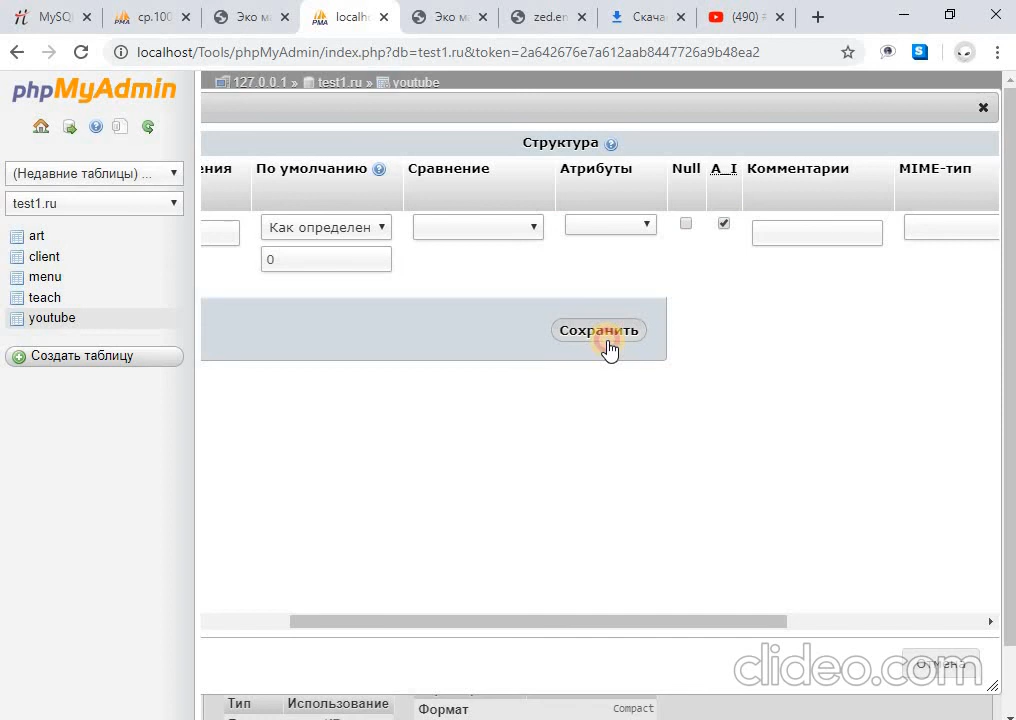 MySQ
ср.100
Эко м
localh
Эко м
zed.en
Скача
(490)
localhost/Tools/phpMyAdmin/index.php?db=test1.ru&token=2a642676e7a612aab8447726a9b48ea2
phpMyAdmin
127.0.0.1 » test1.ru » youtube
Структура
(Недавние таблицы) ...
test1.ru
art
client
menu
teach
youtube
Создать таблицу
ения По умолчанию Сравнение Атрибуты Null A_I Комментарии MIME-тип
Как определен
0
Сохранить
Отмена
clideo.com
Тип Использование
Формат Compact